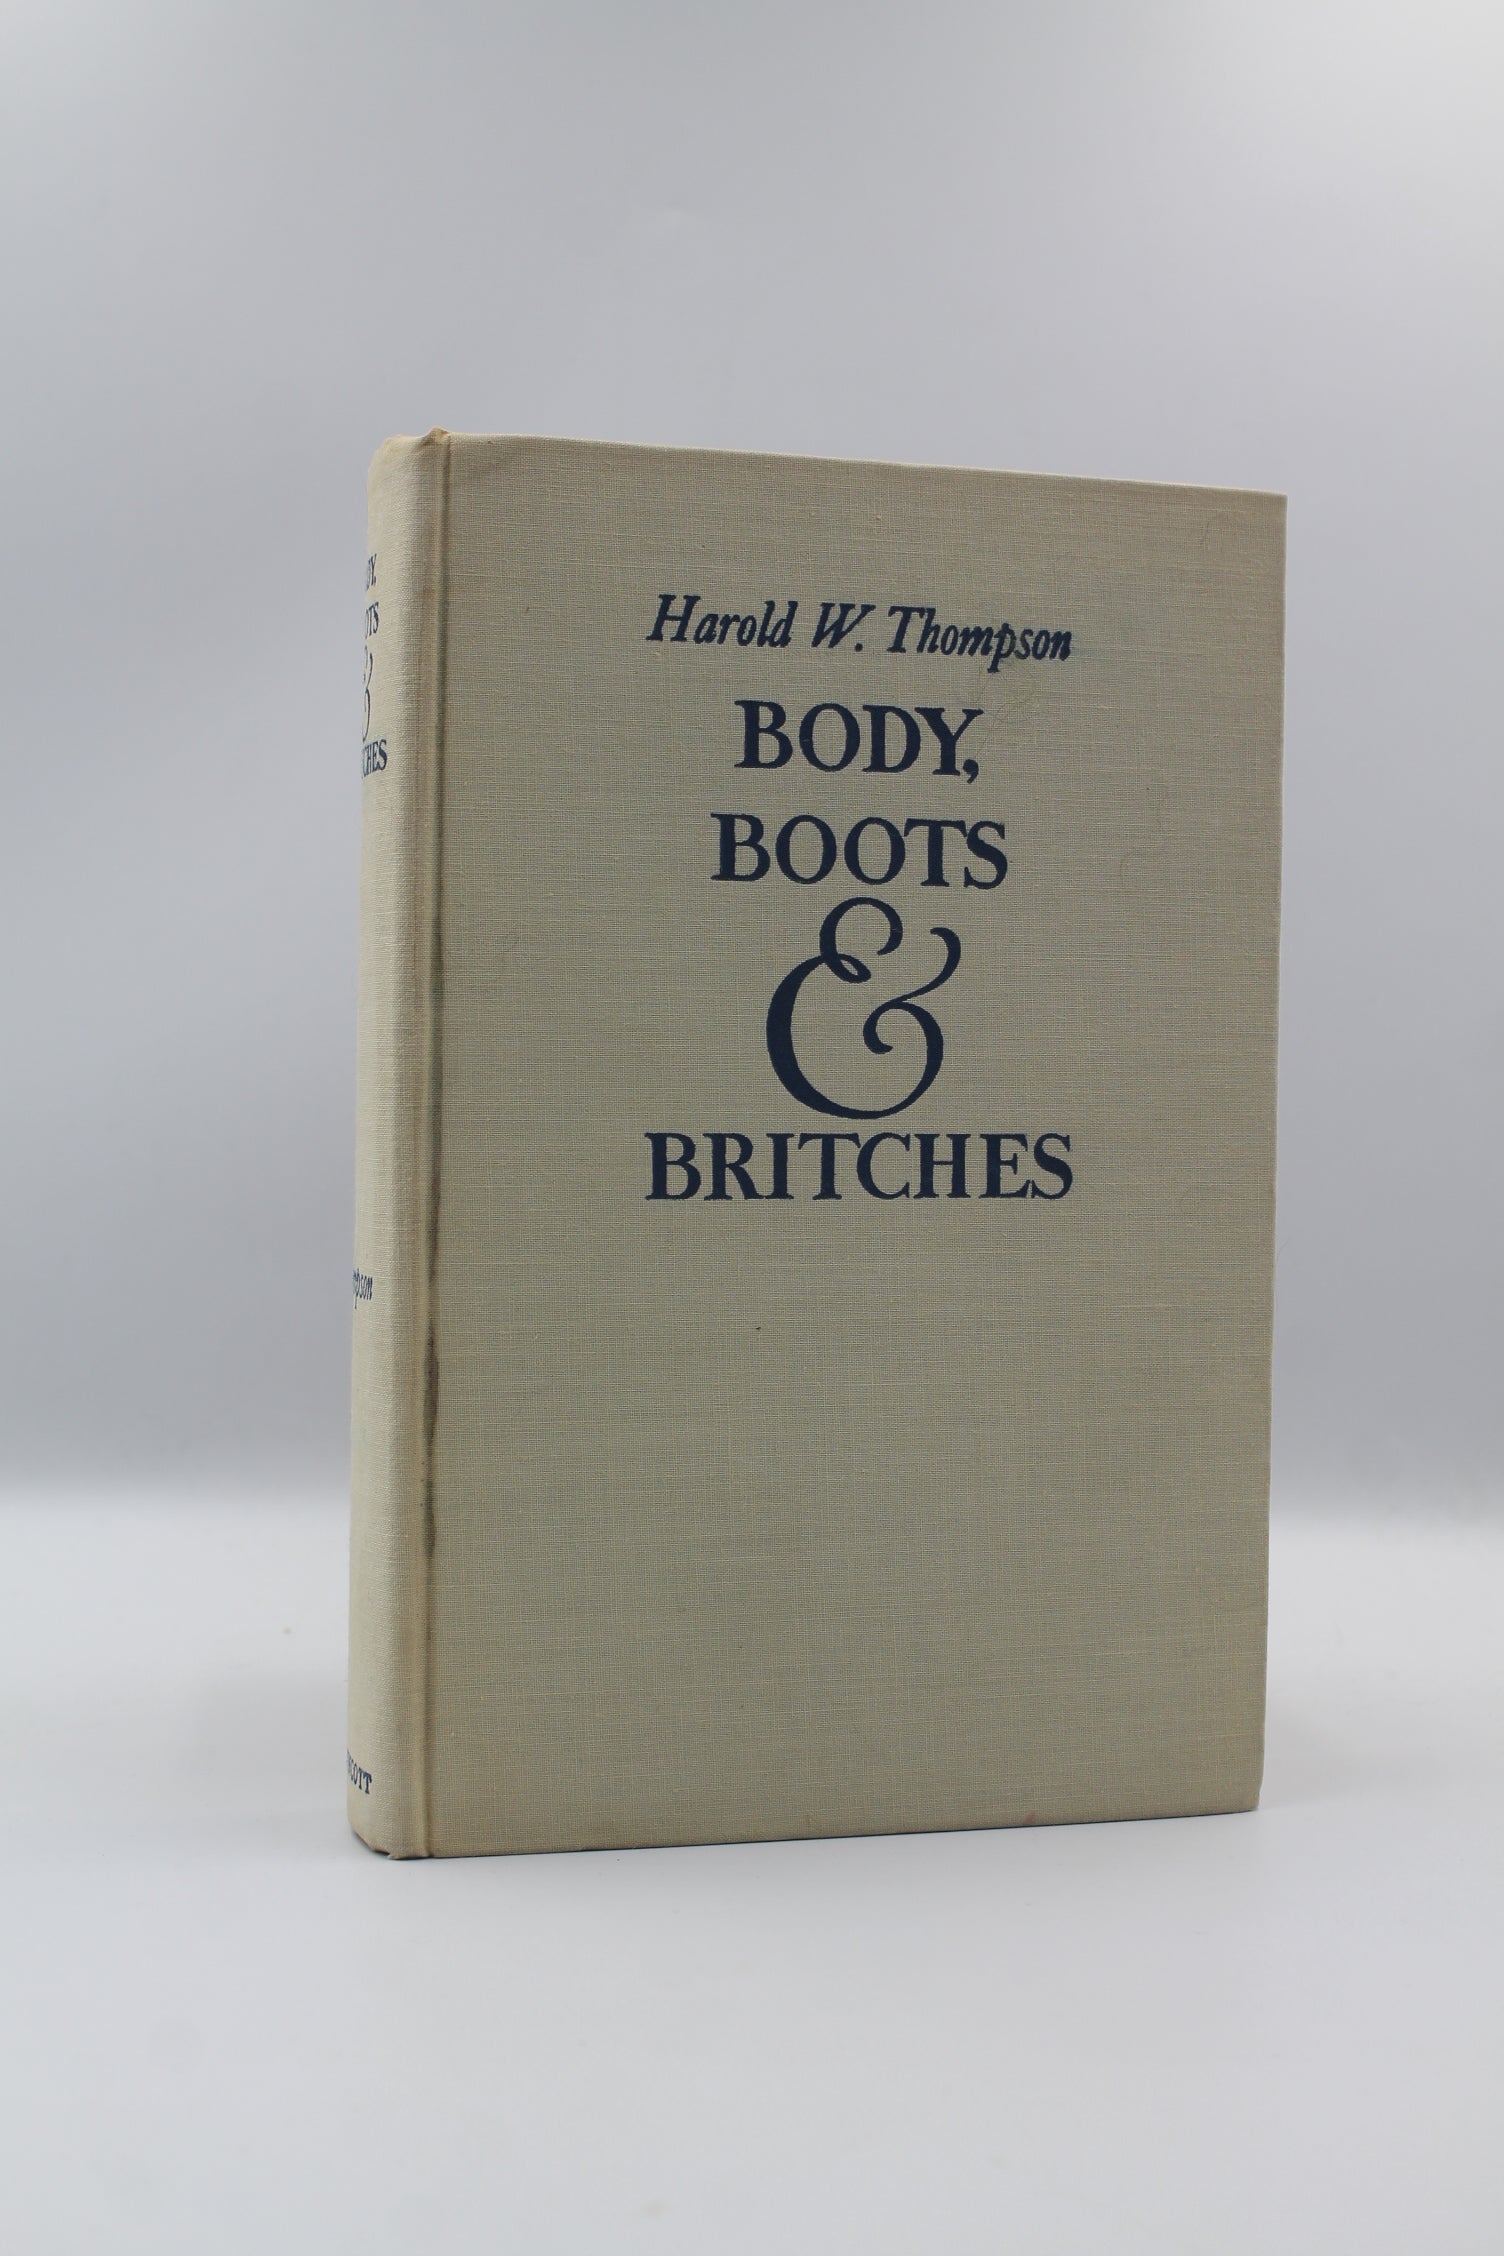 Harold W. Thompson
BODY,
BOOTS
&
BRITCHES